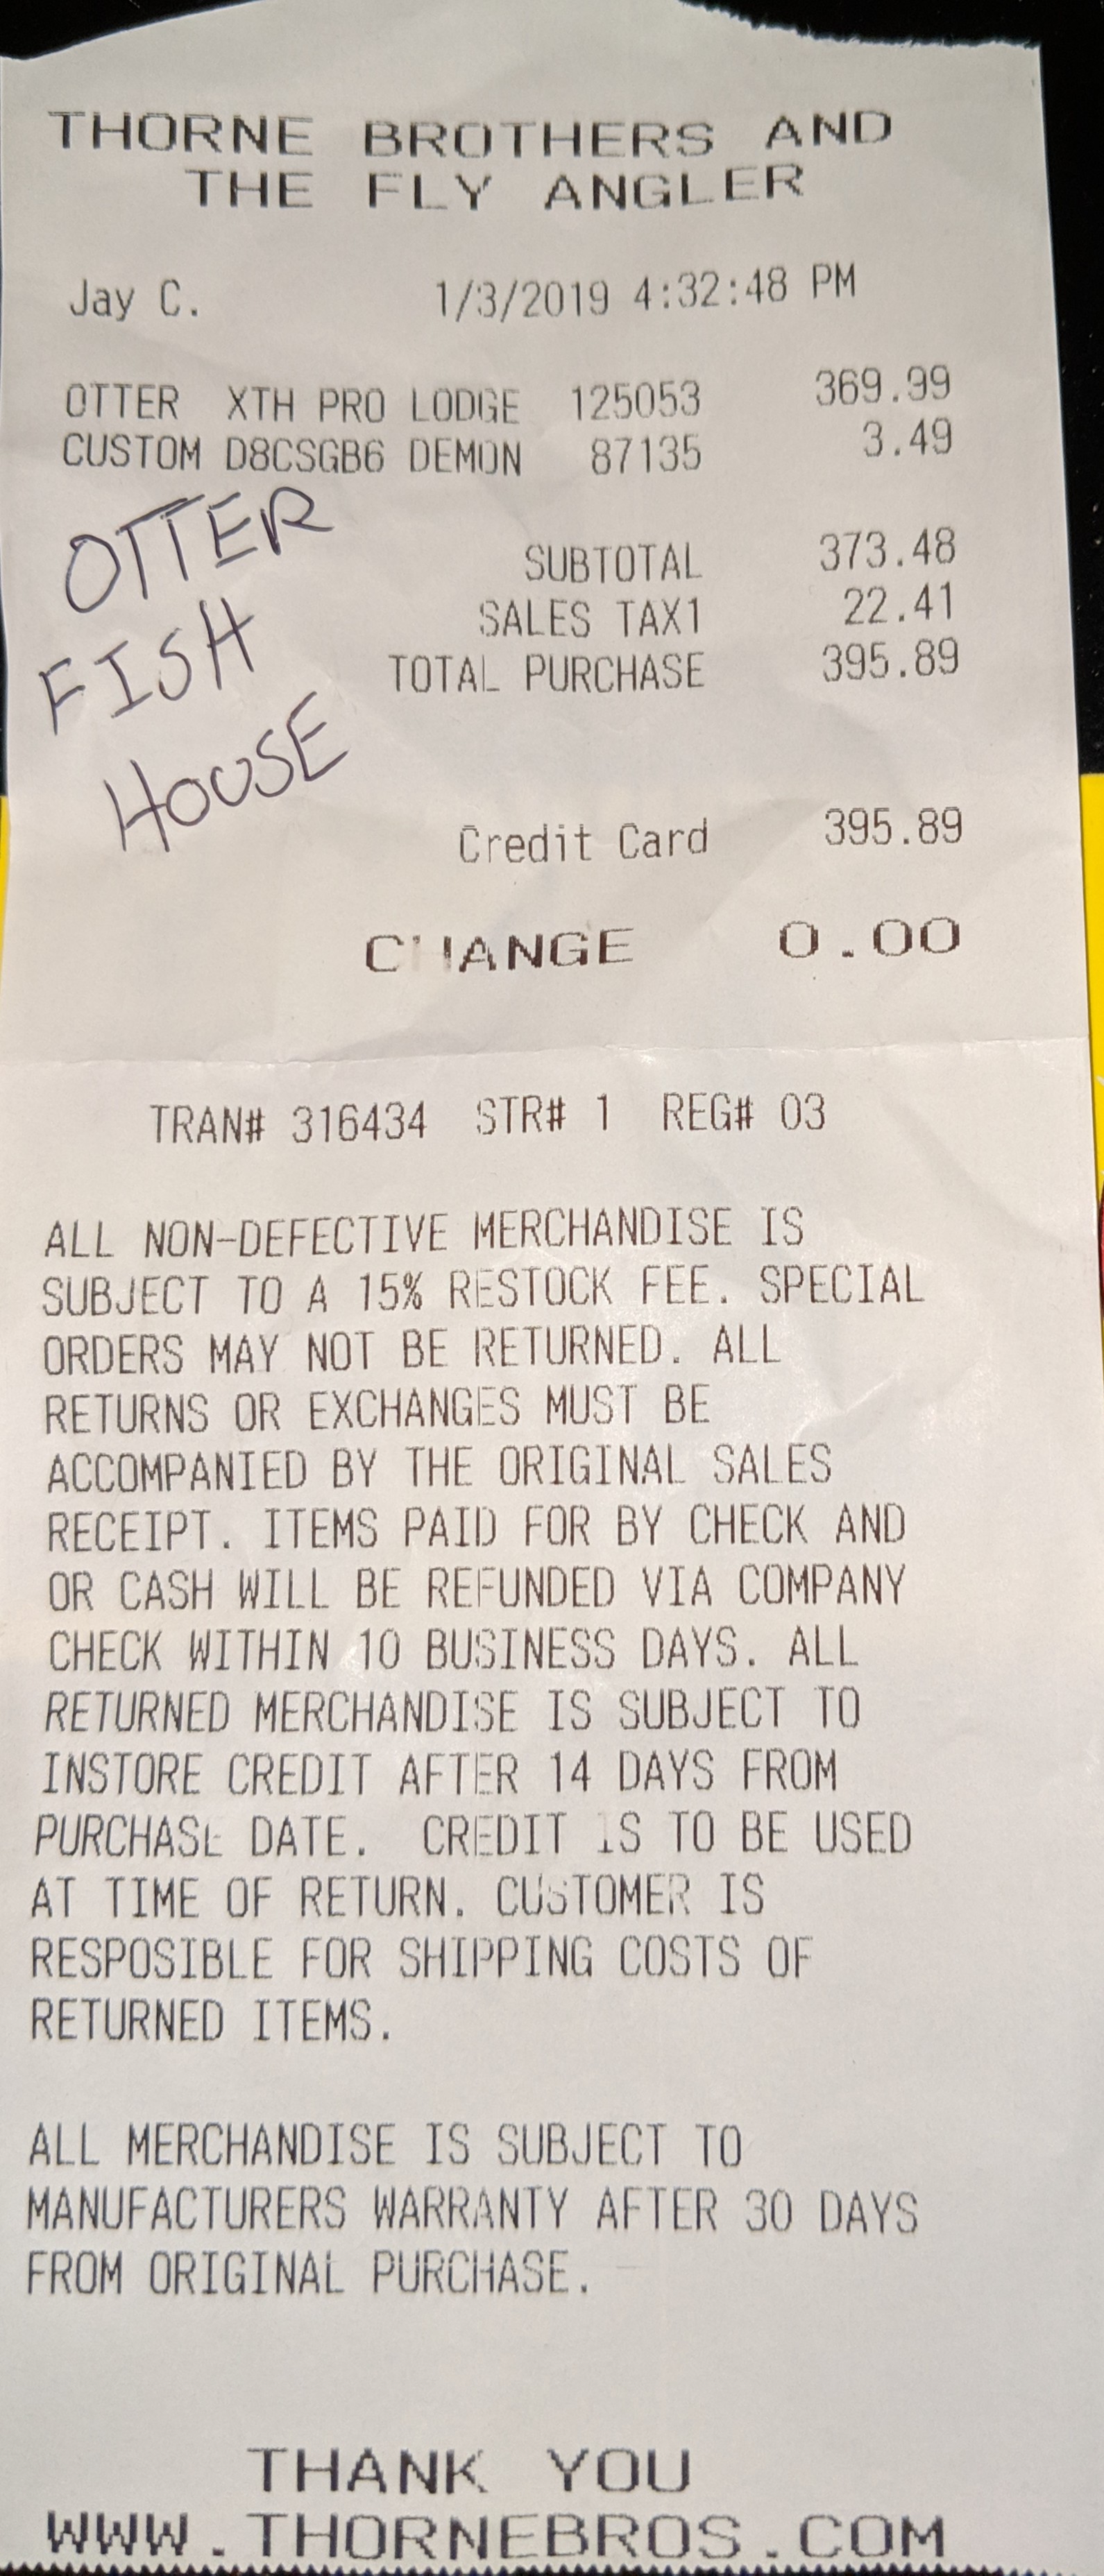 THORNE BROTHERS AND
THE FLY ANGLER
Jay C. 1/3/2019 4:32:48 PM
OTTER XTH PRO LODGE 125053 369.99
CUSTOM D8CSGB6 DEMON 87135 3.49
OTTER
FISH
HOUSE
SUBTOTAL 373.48
SALES TAX1 22.41
TOTAL PURCHASE 395.89
Credit Card 395.89
CHANGE 0.00
TRAN# 316434 STR# 1 REG# 03
ALL NON-DEFECTIVE MERCHANDISE IS
SUBJECT TO A 15% RESTOCK FEE. SPECIAL
ORDERS MAY NOT BE RETURNED. ALL
RETURNS OR EXCHANGES MUST BE
ACCOMPANIED BY THE ORIGINAL SALES
RECEIPT. ITEMS PAID FOR BY CHECK AND
OR CASH WILL BE REFUNDED VIA COMPANY
CHECK WITHIN 10 BUSINESS DAYS. ALL
RETURNED MERCHANDISE IS SUBJECT TO
INSTORE CREDIT AFTER 14 DAYS FROM
PURCHASE DATE. CREDIT IS TO BE USED
AT TIME OF RETURN. CUSTOMER IS
RESPOSIBLE FOR SHIPPING COSTS OF
RETURNED ITEMS.
ALL MERCHANDISE IS SUBJECT TO
MANUFACTURERS WARRANTY AFTER 30 DAYS
FROM ORIGINAL PURCHASE.
THANK YOU
WWW.THORNEBROS.COM